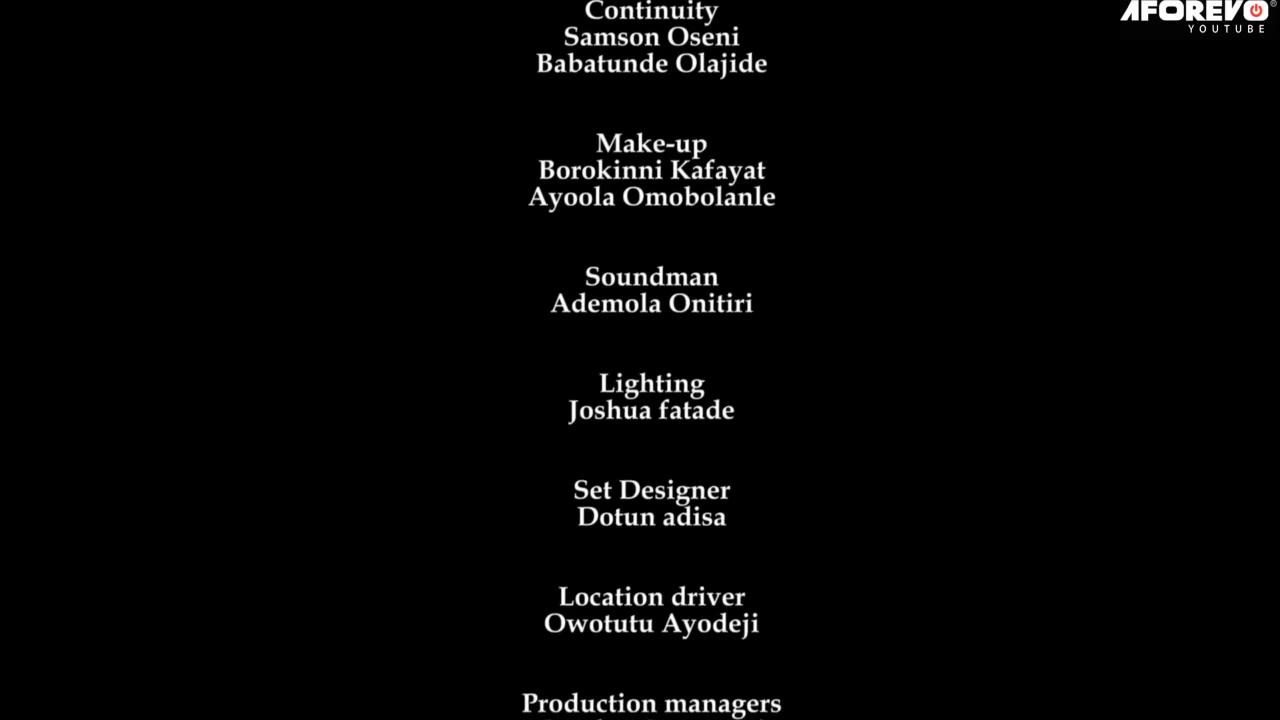 Continuity
Samson Oseni
Babatunde Olajide
Make-up
Borokinni Kafayat
Ayoola Omobolanle
Soundman
Ademola Onitiri
Lighting
Joshua fatade
Set Designer
Dotun adisa
Location driver
Owotutu Ayodeji
Production managers
AFOREVO
YOUTUBE